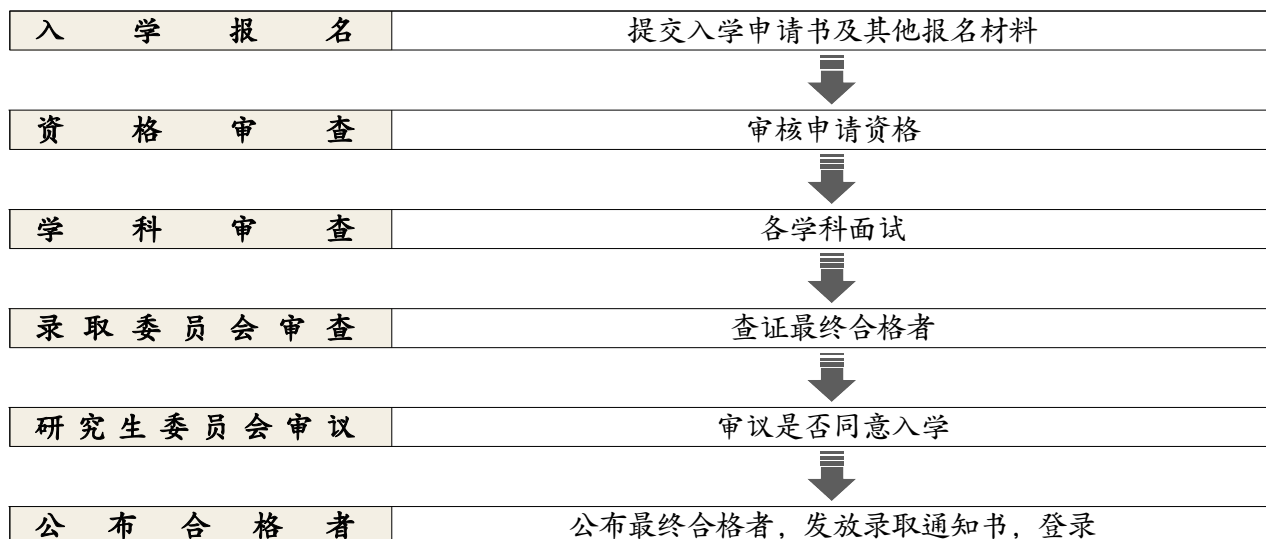 入学报名 提交入学申请书及其他报名材料
资格审查 审核申请资格
学科审查 各学科面试
录取委员会审查 查证最终合格者
研究生委员会审议 审议是否同意入学
公布合格者 公布最终合格者，发放录取通知书，登录